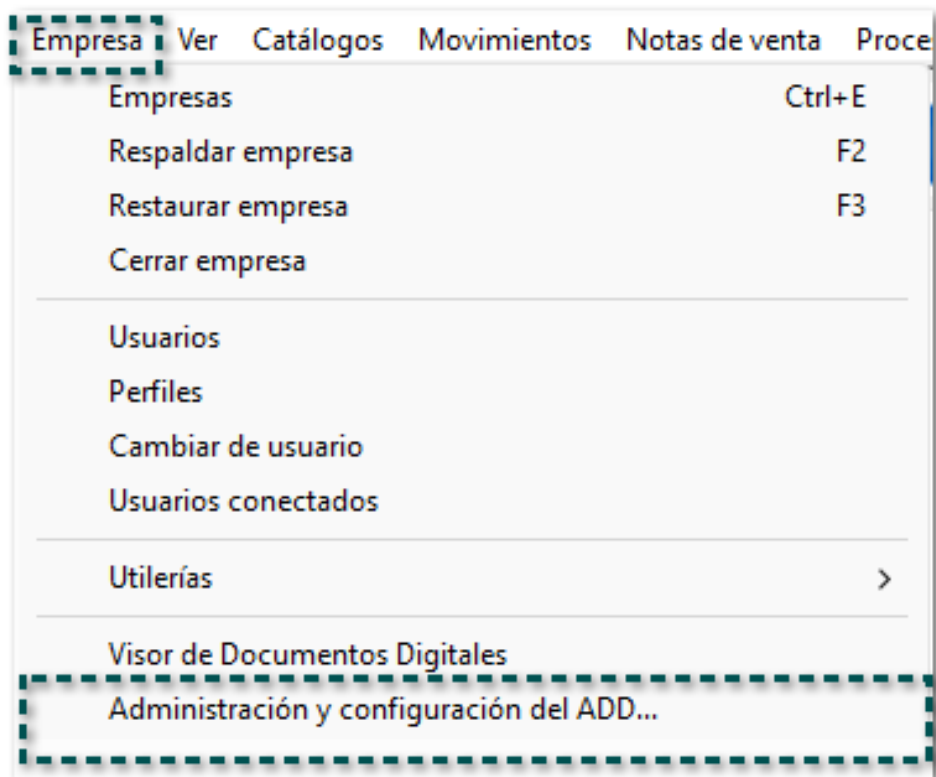 Empresa Ver Catálogos Movimientos Notas de venta Proce
Empresas Ctrl+E
Respaldar empresa F2
Restaurar empresa F3
Cerrar empresa
Usuarios
Perfiles
Cambiar de usuario
Usuarios conectados
Utilerías
Visor de Documentos Digitales
Administración y configuración del ADD...